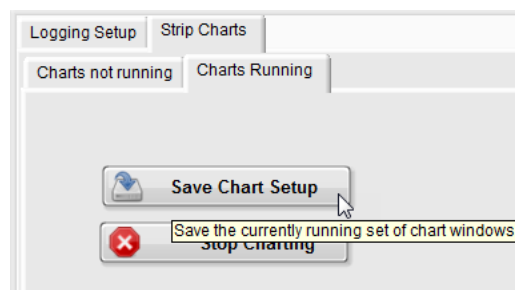 Logging Setup Strip Charts
Charts not running Charts Running
Save Chart Setup
Save the currently running set of chart windows
Stop Charting